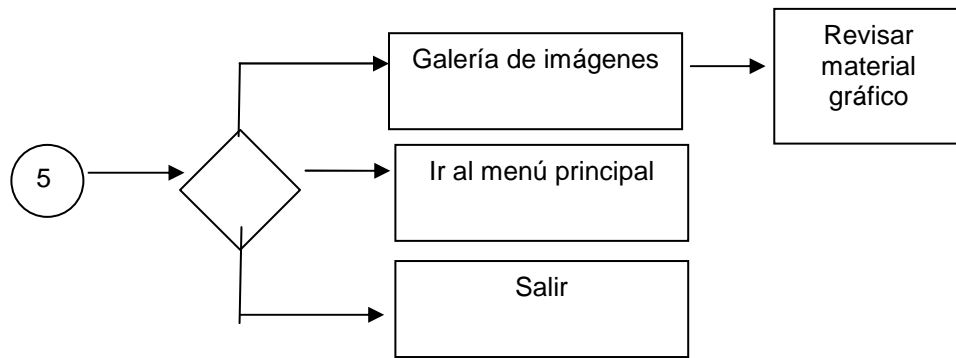 Galería de imágenes
Revisar
material
gráfico
5
Ir al menú principal
Salir